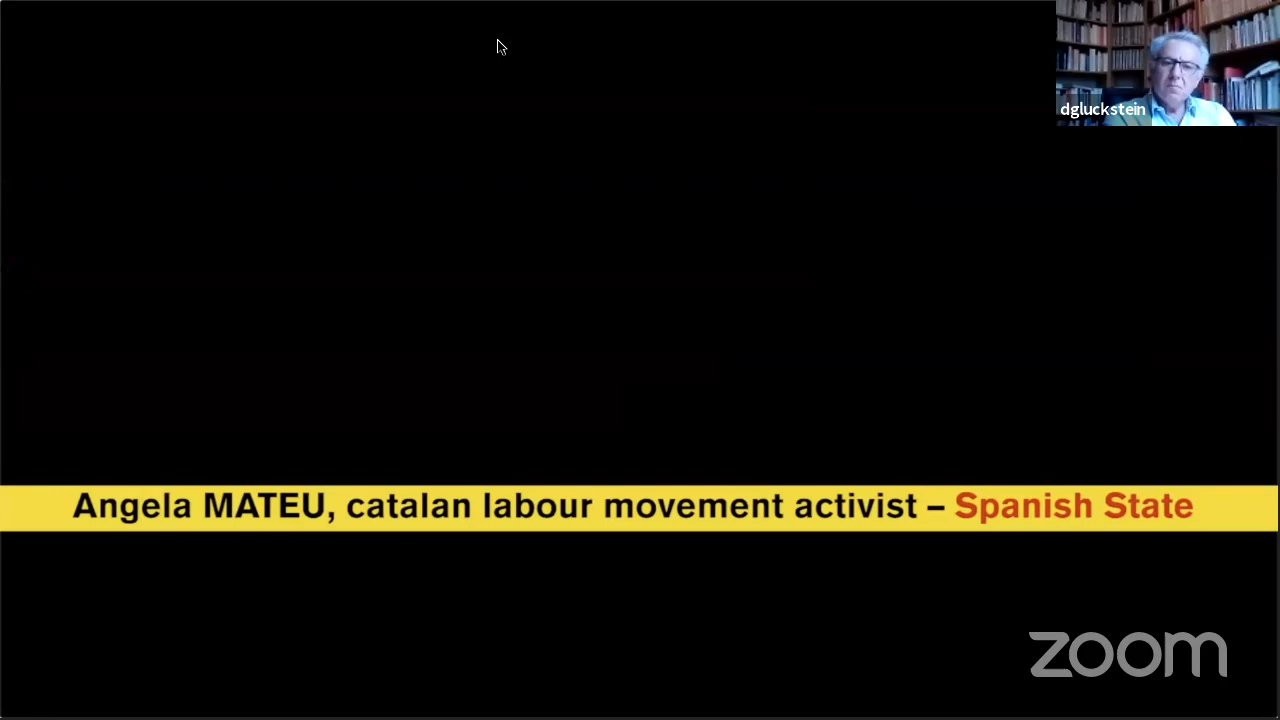 dgluckstein
Angela MATEU, catalan labour movement activist – Spanish State
zoom